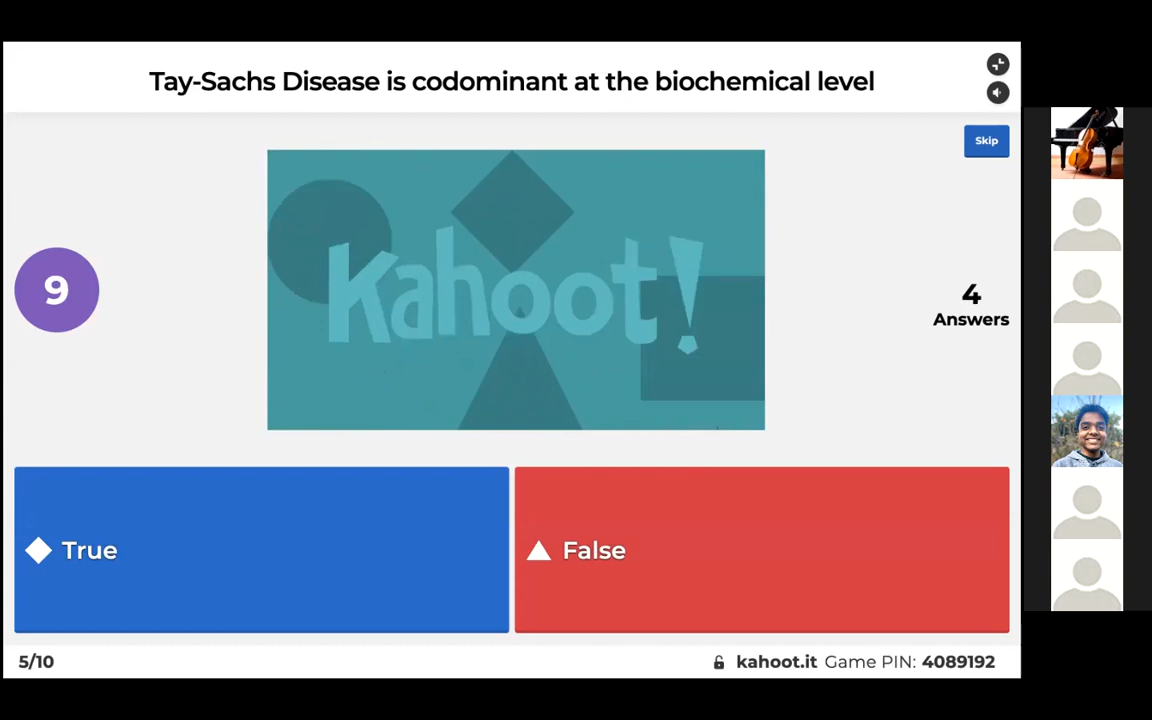 Tay-Sachs Disease is codominant at the biochemical level
Skip
9
Kahoot!
4
Answers
True
False
5/10
kahoot.it Game PIN: 4089192